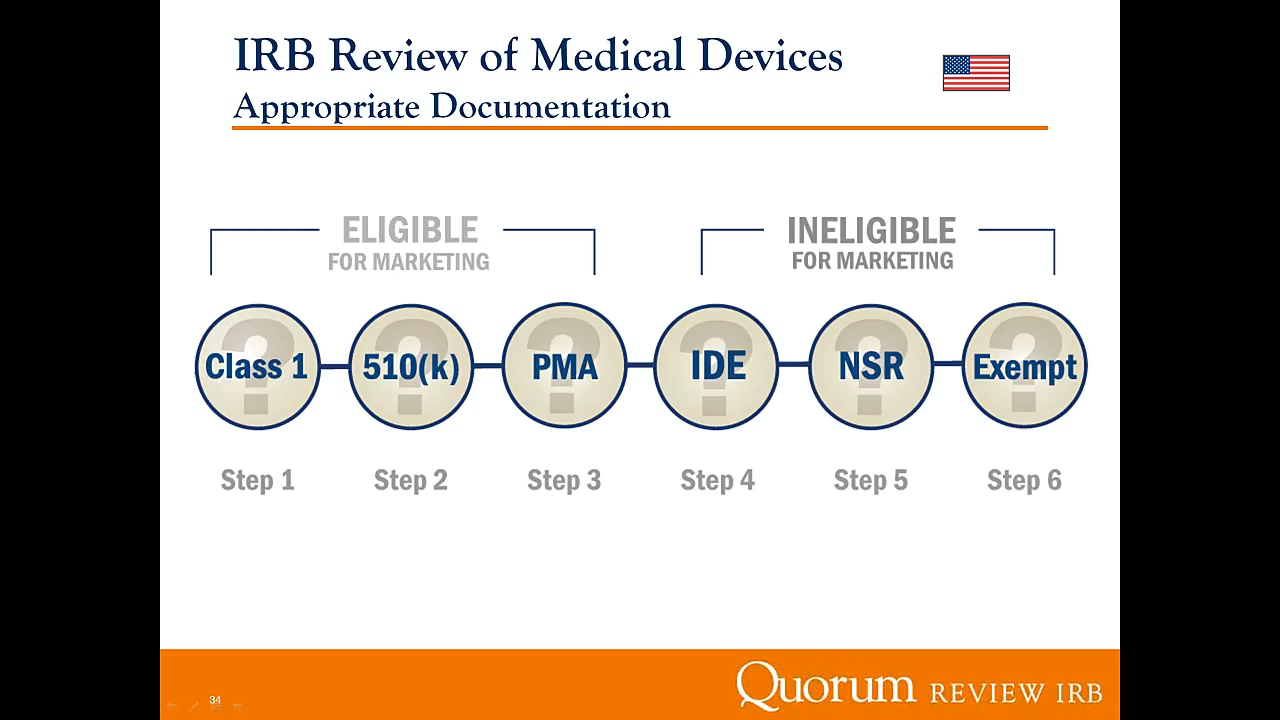 IRB Review of Medical Devices
Appropriate Documentation
ELIGIBLE
FOR MARKETING
INELIGIBLE
FOR MARKETING
? ? ? ? ? ?
Class 1 510(k) PMA IDE NSR Exempt
Step 1 Step 2 Step 3 Step 4 Step 5 Step 6
34
Quorum REVIEW IRB